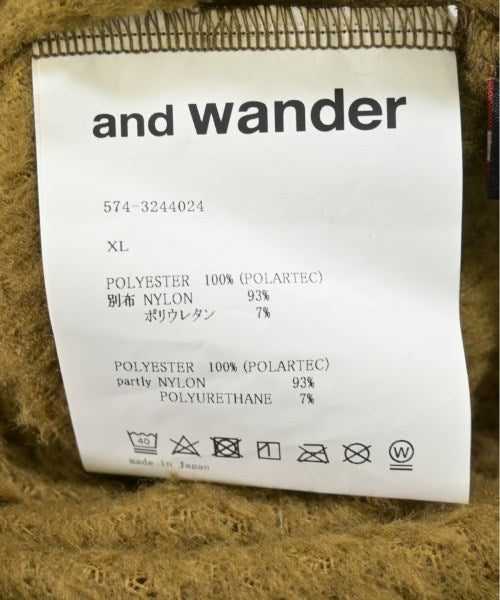 and wander
574-3244024
XL
POLYESTER 100% (POLARTEC)
別布 NYLON 93%
ポリウレタン 7%
POLYESTER 100% (POLARTEC)
partly NYLON 93%
POLYURETHANE 7%
40 W
made in Japan